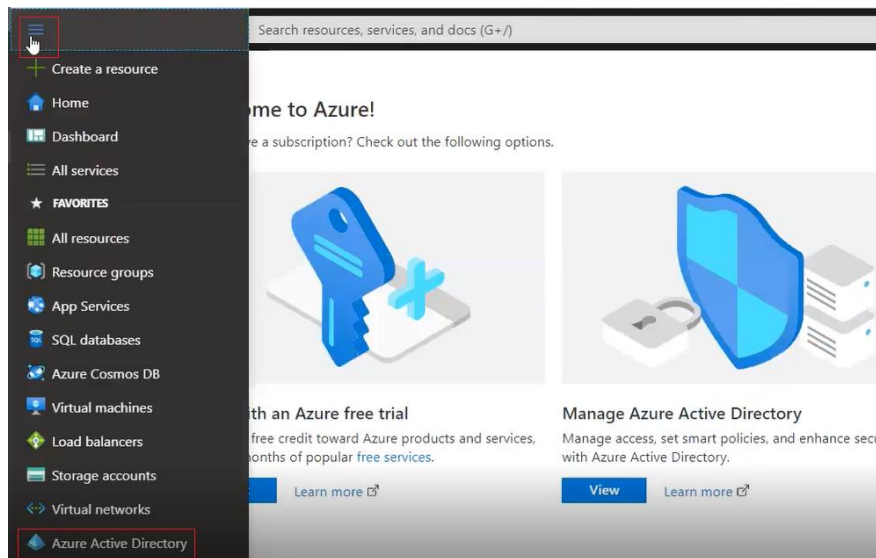 Search resources, services, and docs (G+/)
Create a resource
Home
Dashboard
All services
FAVORITES
All resources
Resource groups
App Services
SQL databases
Azure Cosmos DB
Virtual machines
Load balancers
Storage accounts
Virtual networks
Azure Active Directory
to Azure!
a subscription? Check out the following options.
an Azure free trial
free credit toward Azure products and services,
of popular free services.
Learn more
Manage Azure Active Directory
Manage access, set smart policies, and enhance
with Azure Active Directory.
View
Learn more